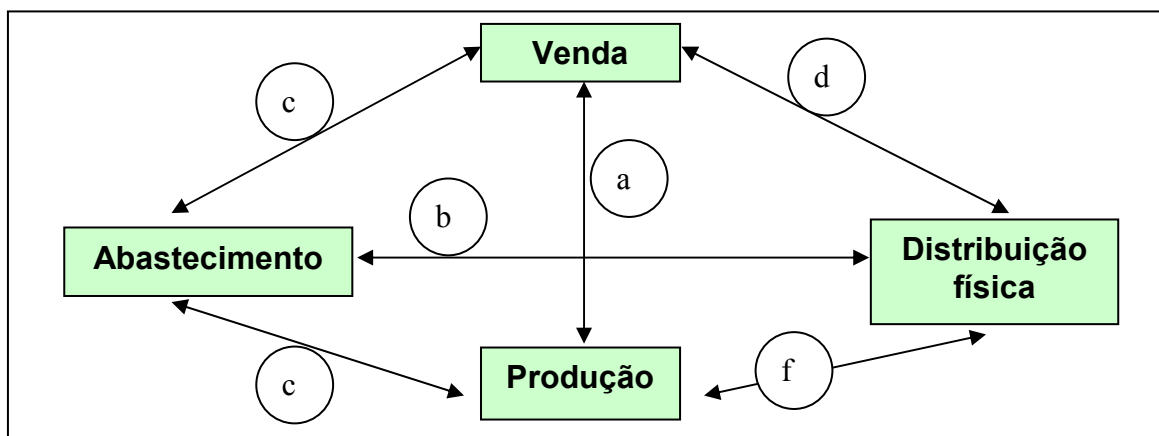 Venda
c
d
a
b
Abastecimento
Distribuição
física
Produção
c
f